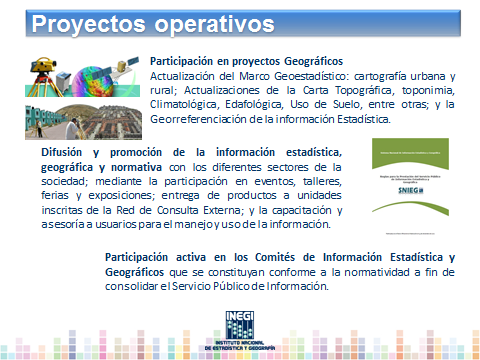 Proyectos operativos
Participación en proyectos Geográficos
Actualización del Marco Geoestadístico: cartografía urbana y
rural; Actualizaciones de la Carta Topográfica, toponimia,
Climatológica, Edafológica, Uso de Suelo, entre otras; y la
Georreferenciación de la información Estadística.
Difusión y promoción de la información estadística,
geográfica y normativa con los diferentes sectores de la
sociedad; mediante la participación en eventos, talleres,
ferias y exposiciones; entrega de productos a unidades
inscritas de la Red de Consulta Externa; y la capacitación y
asesoría a usuarios para el manejo y uso de la información.
SNIEG
Participación activa en los Comités de Información Estadística y
Geográficos que se constituyan conforme a la normatividad a fin de
consolidar el Servicio Público de Información.
INEGI
INSTITUTO NACIONAL
DE ESTADÍSTICA Y GEOGRAFÍA